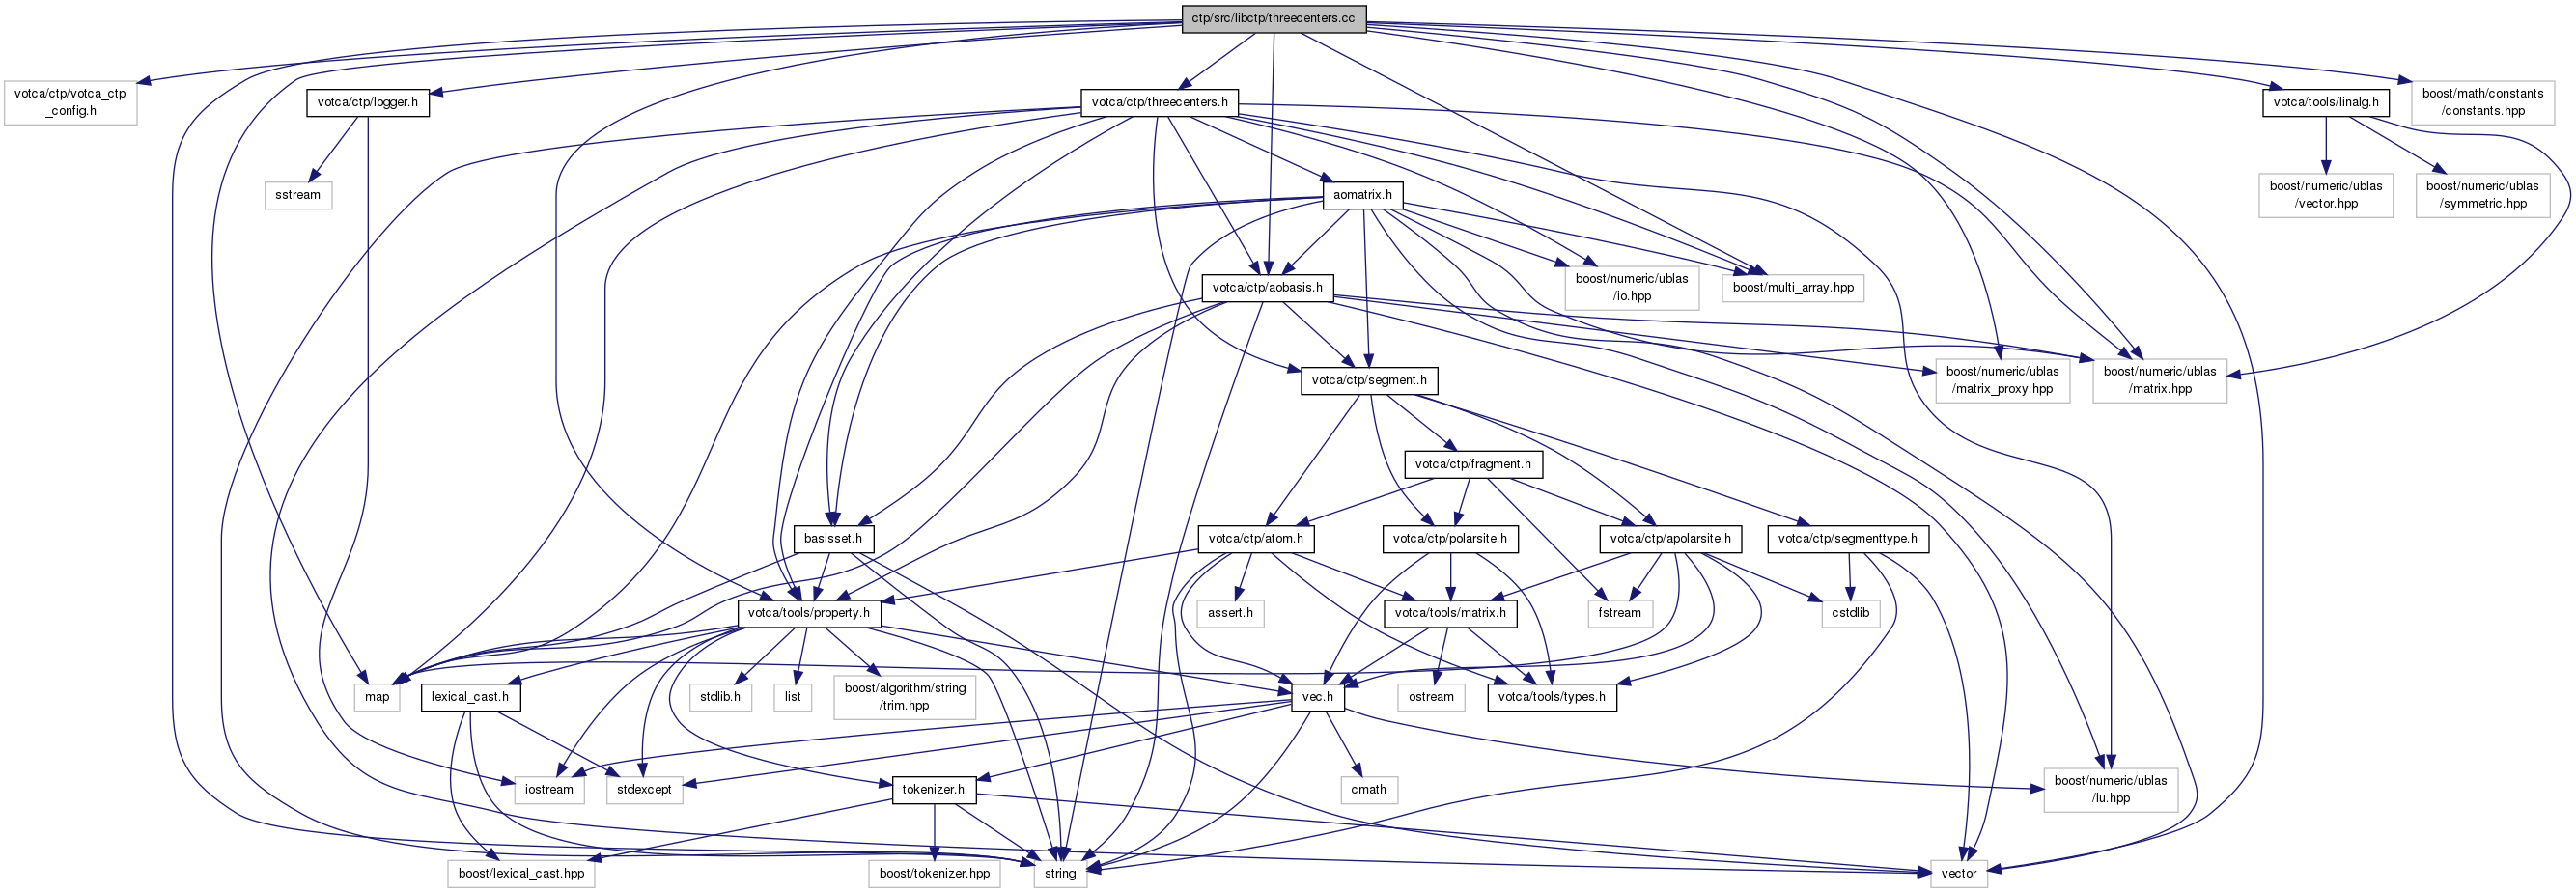 ctp/src/libctp/threecenters.cc
votca/ctp/votca_ctp
_config.h
votca/ctp/logger.h
votca/ctp/threecenters.h
votca/tools/linalg.h
boost/math/constants
/constants.hpp
sstream
aomatrix.h
boost/numeric/ublas
/vector.hpp
boost/numeric/ublas
/symmetric.hpp
votca/ctp/aobasis.h
boost/numeric/ublas
/io.hpp
boost/multi_array.hpp
votca/ctp/segment.h
boost/numeric/ublas
/matrix_proxy.hpp
boost/numeric/ublas
/matrix.hpp
votca/ctp/fragment.h
basisset.h
votca/ctp/atom.h
votca/ctp/polarsite.h
votca/ctp/apolarsite.h
votca/ctp/segmenttype.h
votca/tools/property.h
assert.h
votca/tools/matrix.h
fstream
cstdlib
map
lexical_cast.h
stdlib.h
list
boost/algorithm/string
/trim.hpp
vec.h
ostream
votca/tools/types.h
iostream
stdexcept
tokenizer.h
cmath
boost/numeric/ublas
/lu.hpp
boost/lexical_cast.hpp
boost/tokenizer.hpp
string
vector